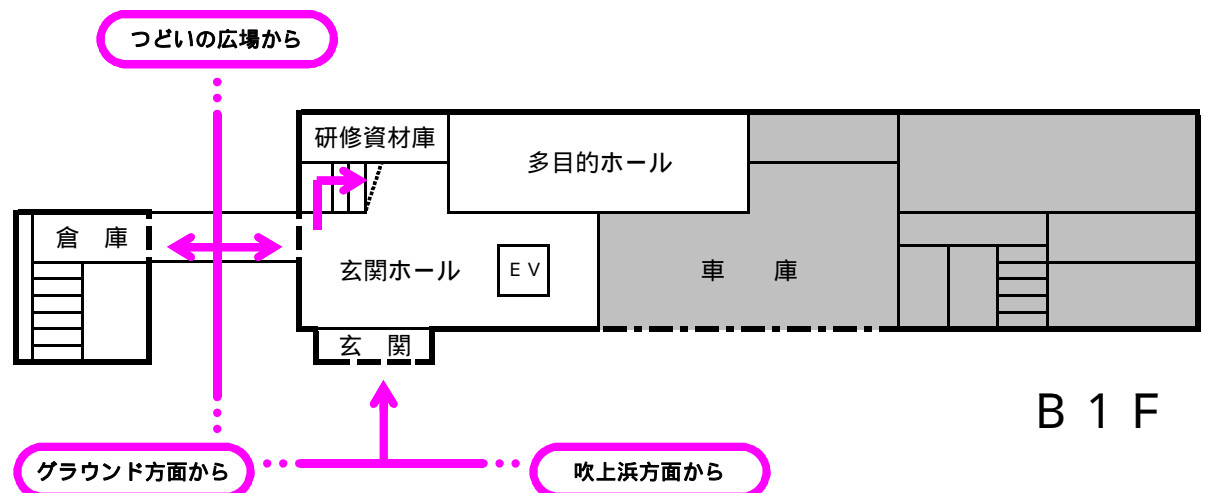 つどいの広場から
研修資材庫
多目的ホール
倉 庫
玄関ホール
EV
車 庫
玄 関
B1F
グラウンド方面から
吹上浜方面から